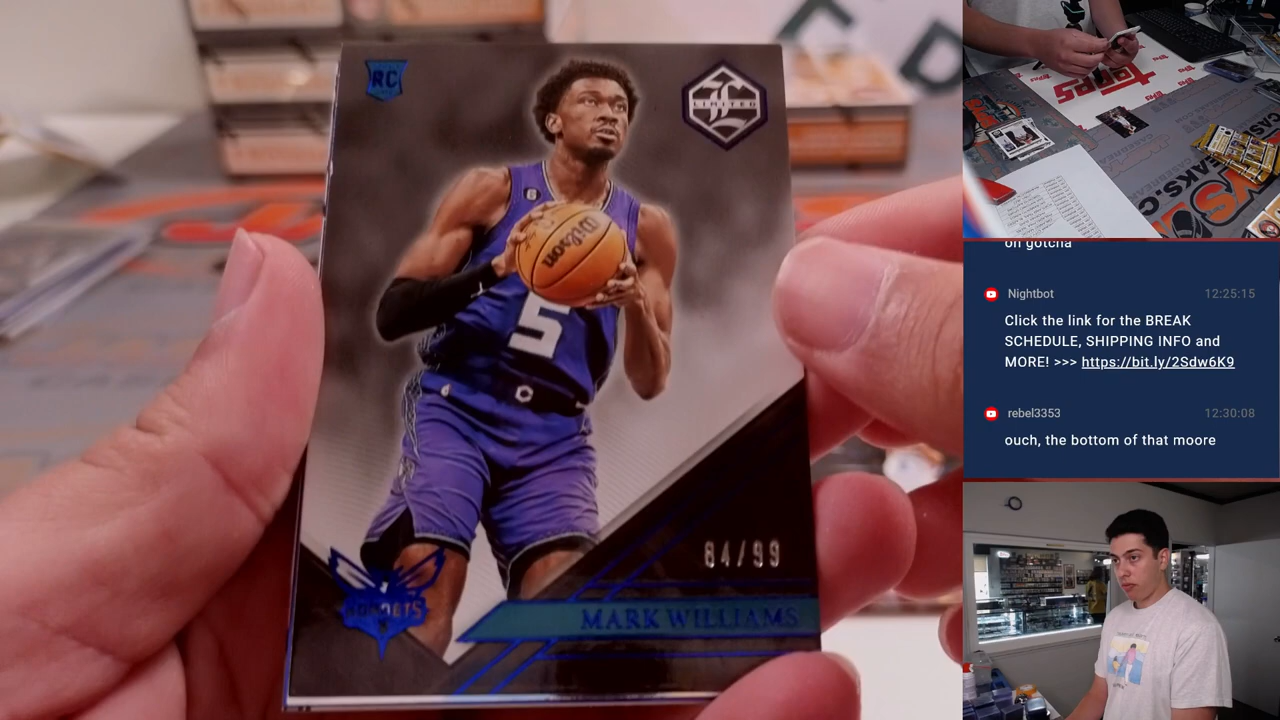 RC
LIMITED
6
Wilson
5
84/99
HORNETS
MARK WILLIAMS
topps
on gotcha
Nightbot 12:25:15
Click the link for the BREAK
SCHEDULE, SHIPPING INFO and
MORE! >>> https://bit.ly/2Sdw6K9
rebel3353 12:30:08
ouch, the bottom of that moore